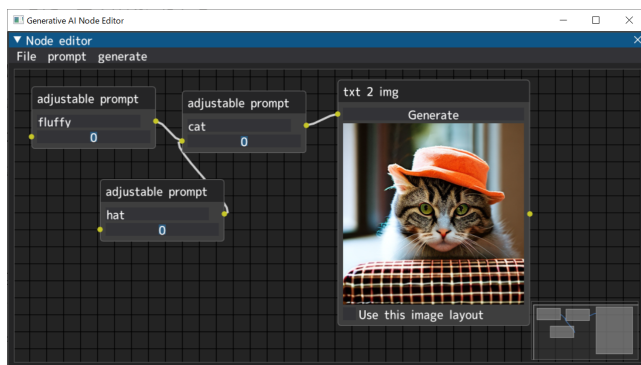 Generative AI Node Editor
Node editor
File prompt generate
adjustable prompt
fluffy
0
adjustable prompt
cat
0
adjustable prompt
hat
0
txt 2 img
Generate
Use this image layout